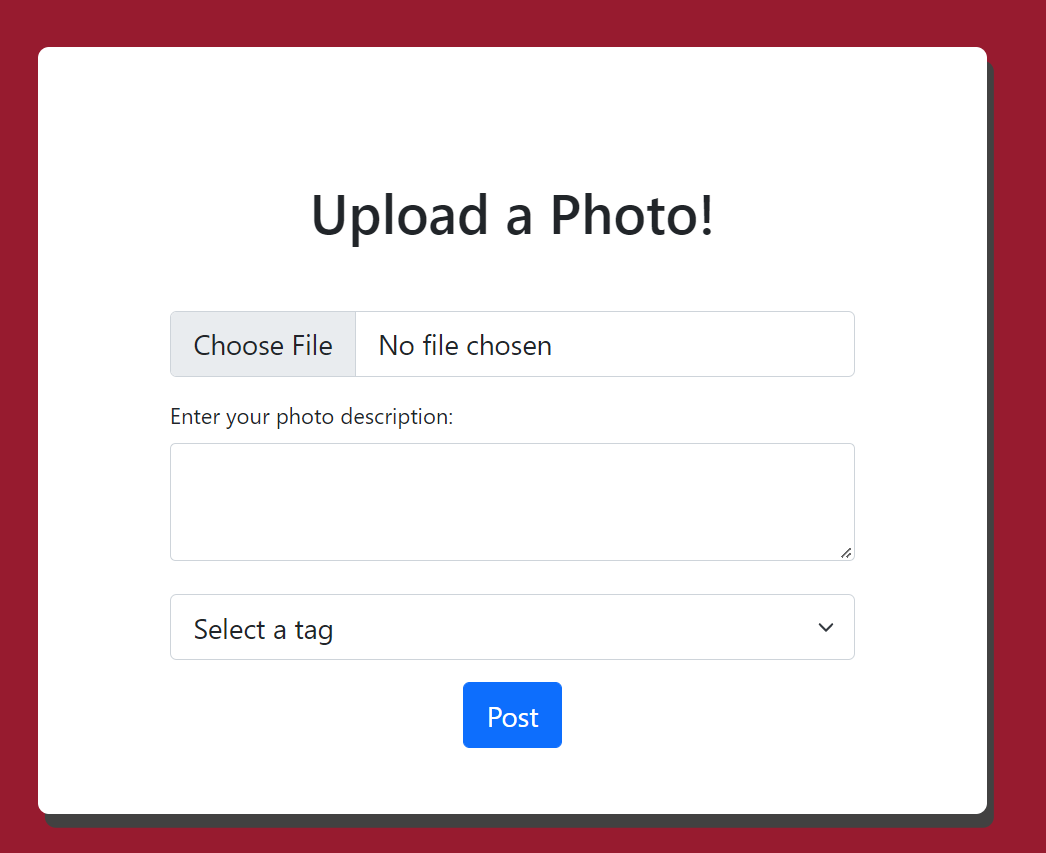 Upload a Photo!
Choose File No file chosen
Enter your photo description:
Select a tag
Post